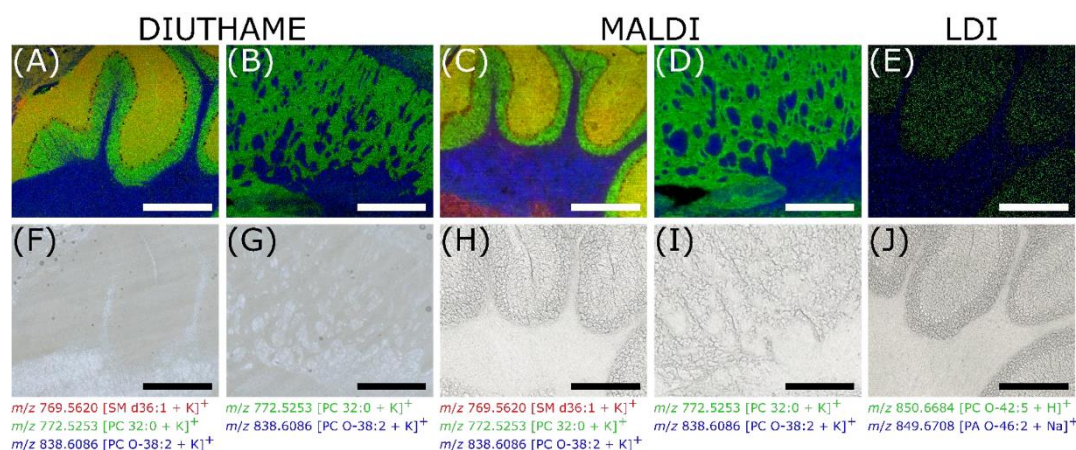 DIUTHAME MALDI LDI
(A) (B) (C) (D) (E)
(F) (G) (H) (I) (J)
m/z 769.5620 [SM d36:1 + K]⁺ m/z 772.5253 [PC 32:0 + K]⁺ m/z 769.5620 [SM d36:1 + K]⁺ m/z 772.5253 [PC 32:0 + K]⁺ m/z 850.6684 [PC O-42:5 + H]⁺
m/z 772.5253 [PC 32:0 + K]⁺ m/z 838.6086 [PC O-38:2 + K]⁺ m/z 772.5253 [PC 32:0 + K]⁺ m/z 838.6086 [PC O-38:2 + K]⁺ m/z 849.6708 [PA O-46:2 + Na]⁺
m/z 838.6086 [PC O-38:2 + K]⁺ m/z 838.6086 [PC O-38:2 + K]⁺